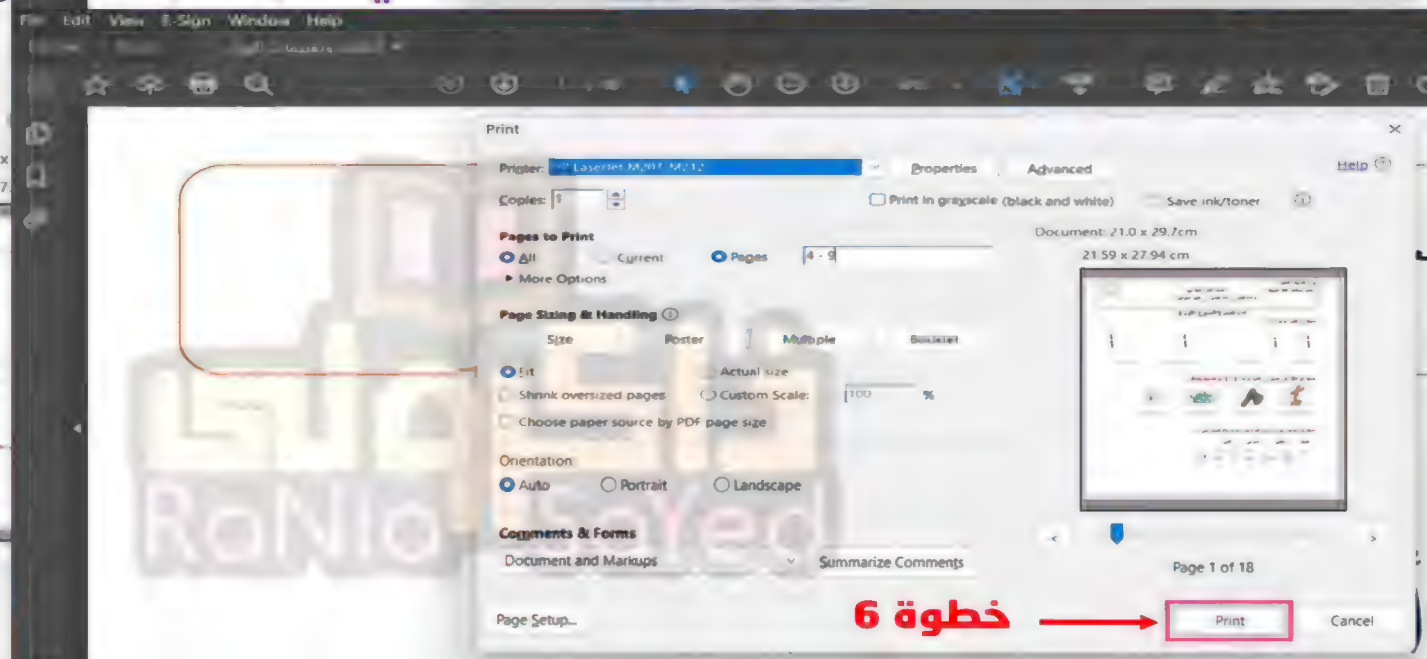 File Edit View E-Sign Window Help
Print
Printer: LaserJet M207-M212
Properties
Advanced
Help
Copies: 1
Print in grayscale (black and white)
Save ink/toner
Pages to Print
All
Current
Pages
4 - 9
More Options
Document: 21.0 x 29.7cm
21.59 x 27.94 cm
Page Sizing & Handling
Size
Poster
Multiple
Booklet
Fit
Actual size
Shrink oversized pages
Custom Scale:
100
%
Choose paper source by PDF page size
Orientation:
Auto
Portrait
Landscape
RoNia SaYed
Comments & Forms
Document and Markups
Summarize Comments
Page 1 of 18
Page Setup...
خطوة 6
Print
Cancel